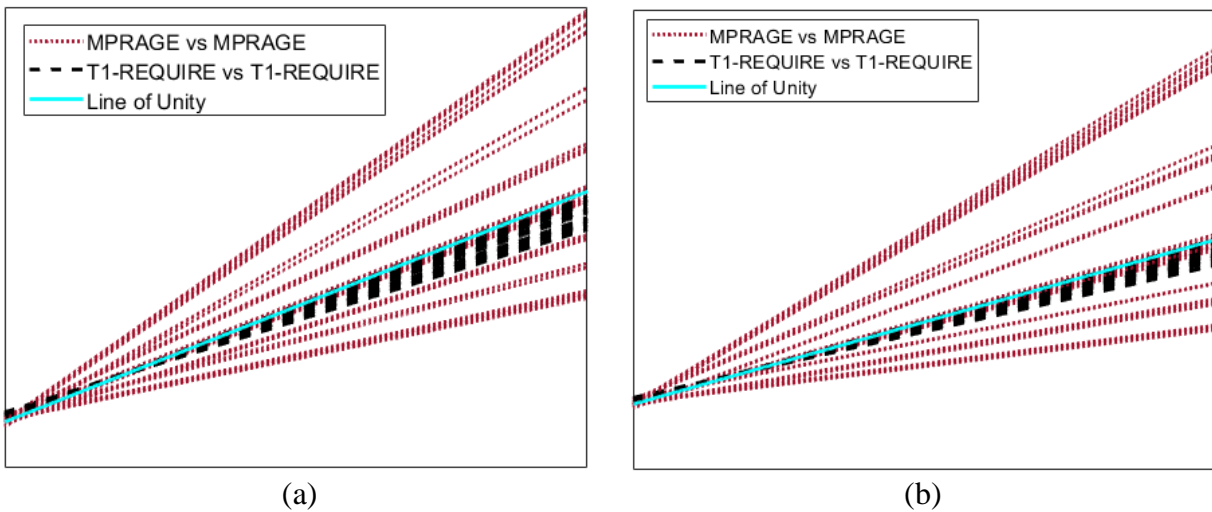 MPRAGE vs MPRAGE
T1-REQUIRE vs T1-REQUIRE
Line of Unity
(a)
MPRAGE vs MPRAGE
T1-REQUIRE vs T1-REQUIRE
Line of Unity
(b)